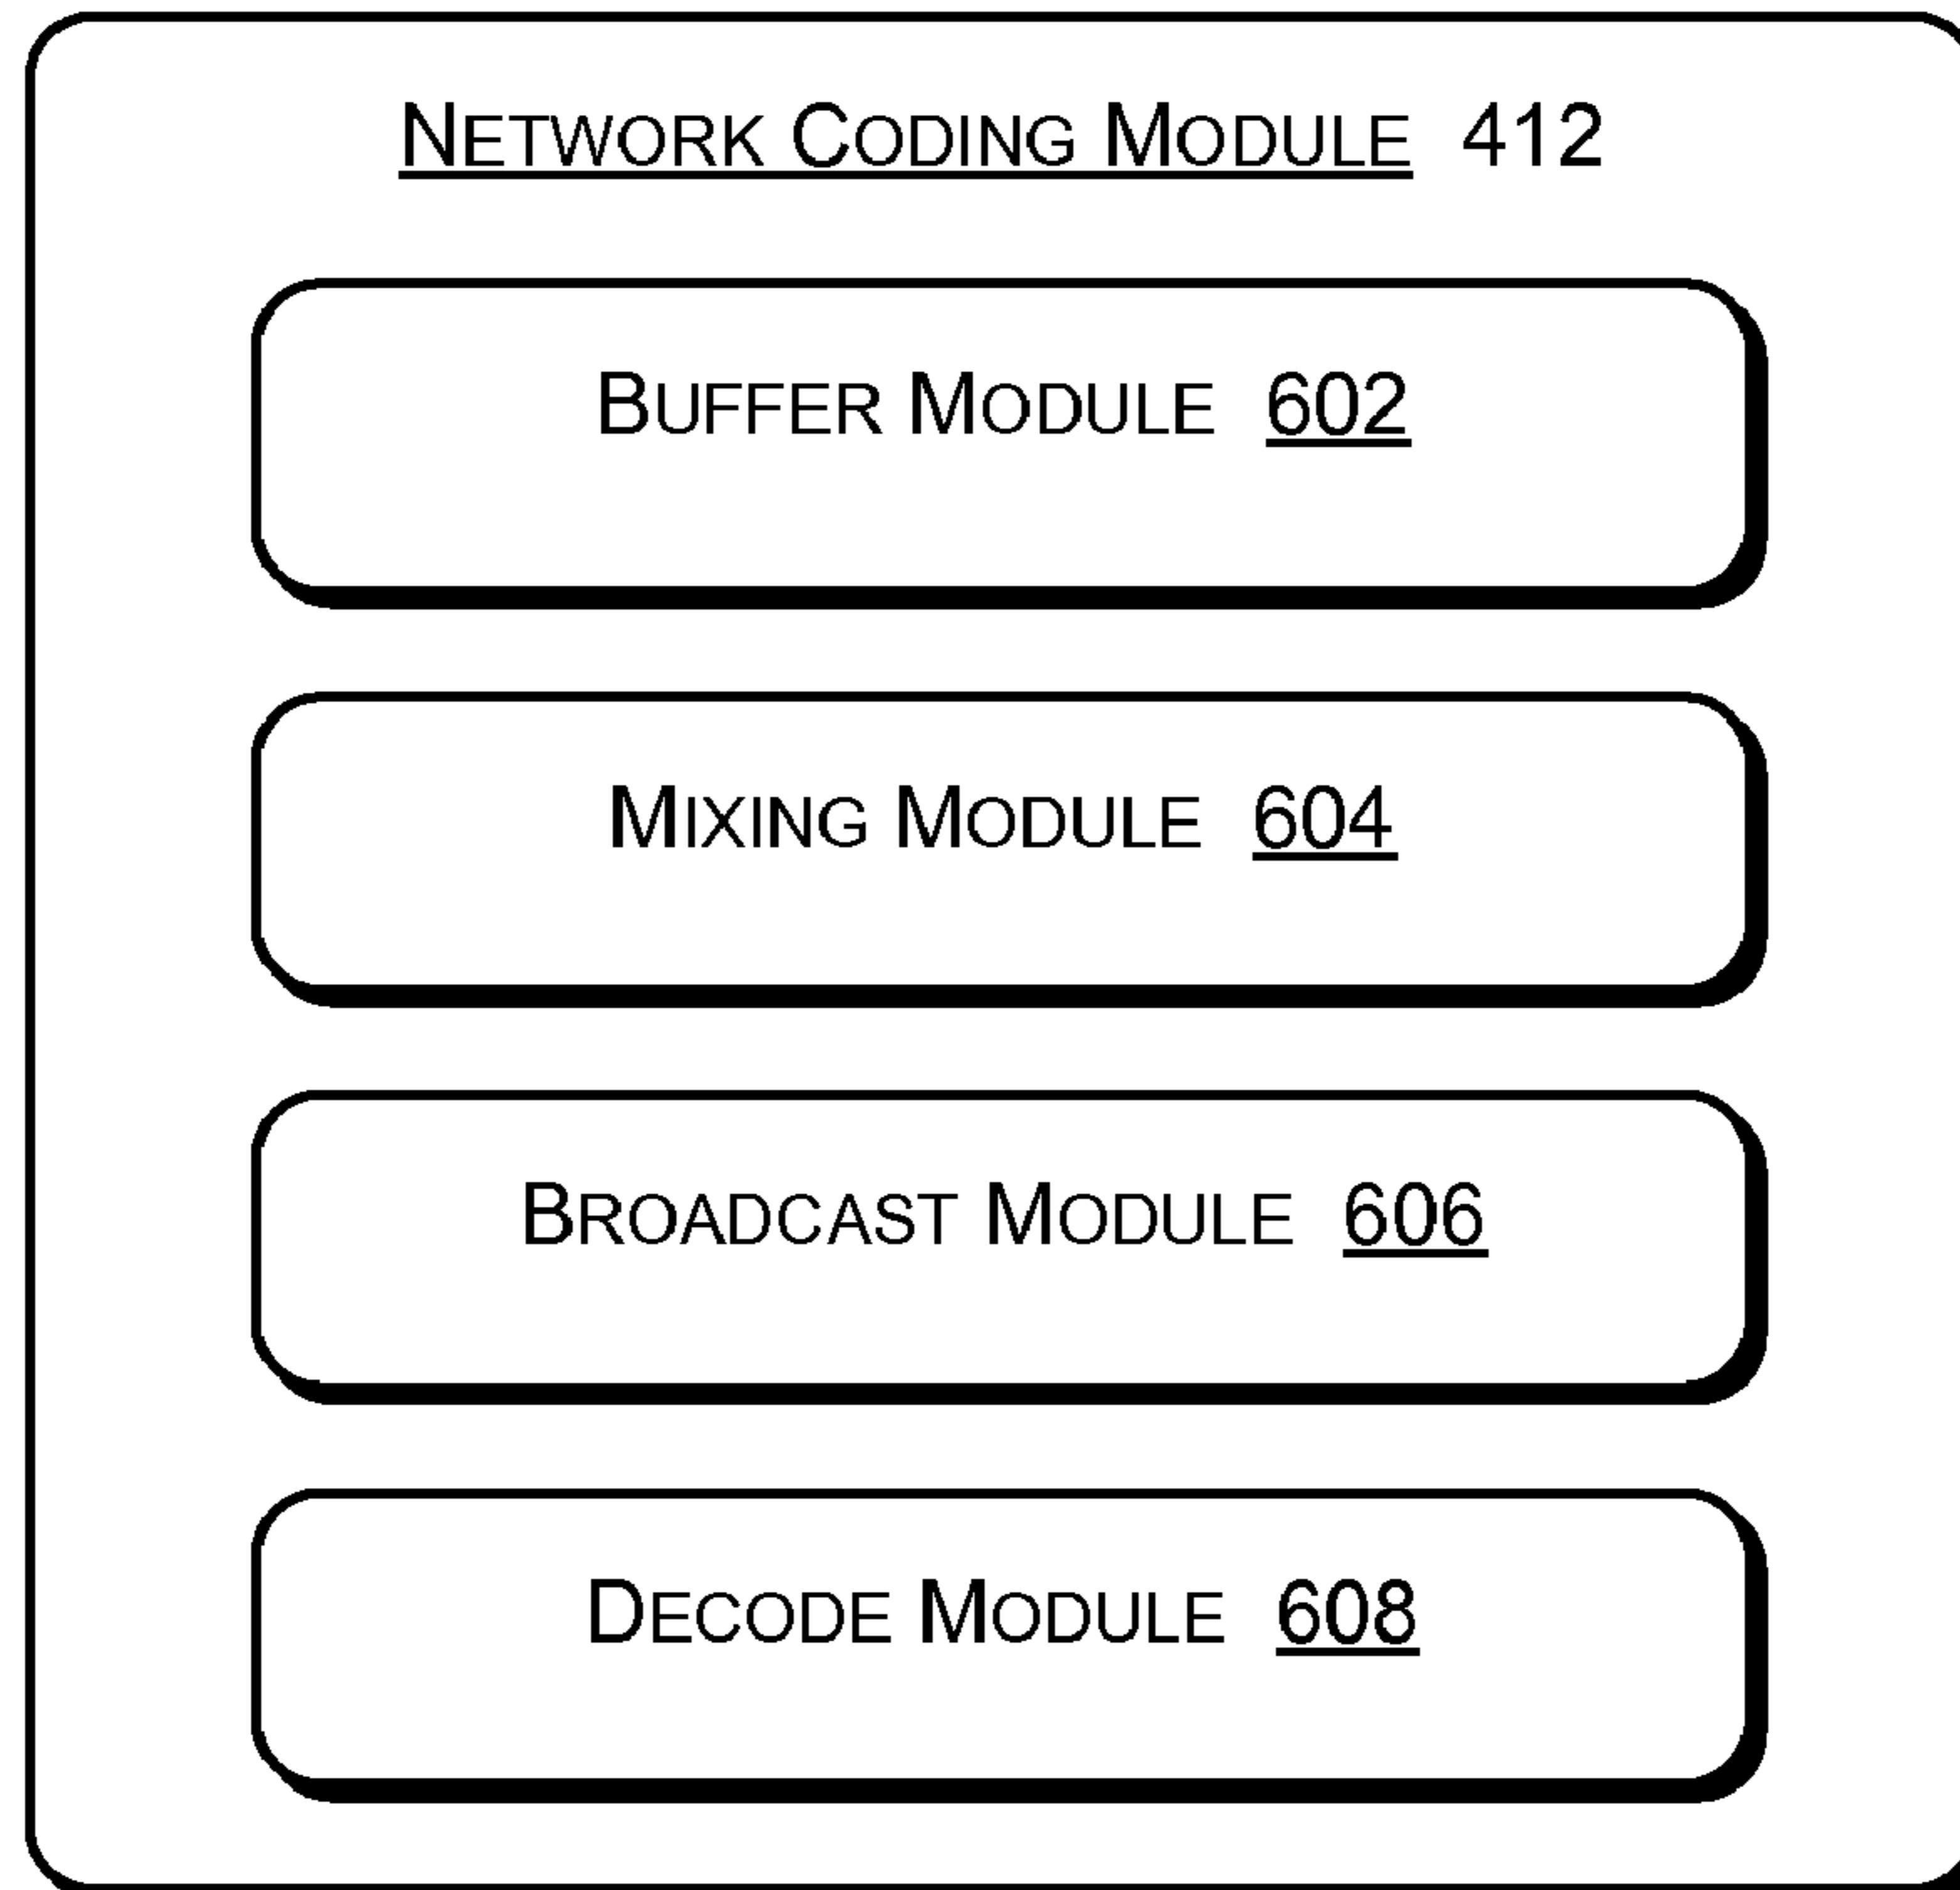 NETWORK CODING MODULE 412
BUFFER MODULE 602
MIXING MODULE 604
BROADCAST MODULE 606
DECODE MODULE 608